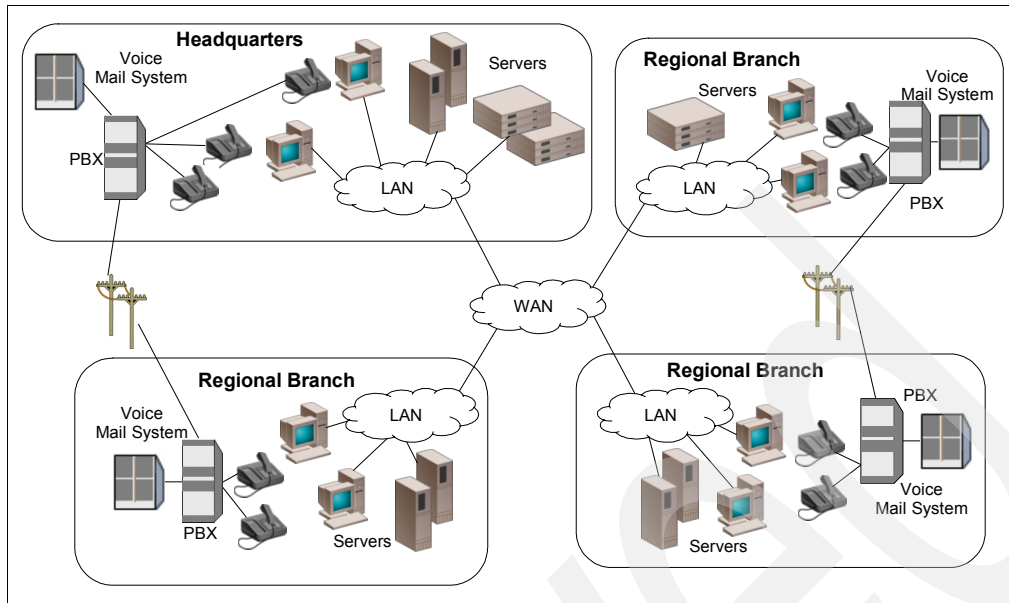 Headquarters
Voice
Mail System
Servers
PBX
LAN
Regional Branch
Servers
Voice
Mail System
LAN
PBX
WAN
Regional Branch
Voice
Mail System
LAN
PBX
Servers
Regional Branch
PBX
LAN
Voice
Mail System
Servers